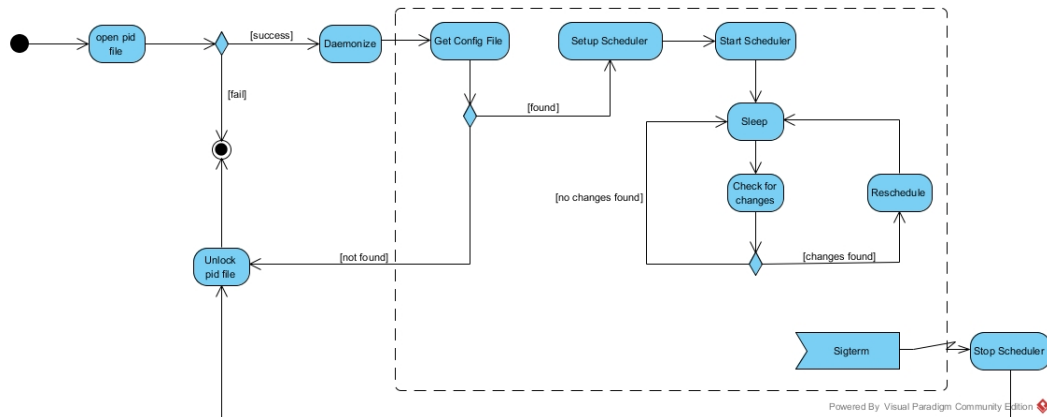 open pid
file
[success]
Daemonize
Get Config File
Setup Scheduler
Start Scheduler
[fail]
[found]
Sleep
[no changes found]
Check for
changes
Reschedule
Unlock
pid file
[not found]
[changes found]
Sigterm
Stop Scheduler
Powered By Visual Paradigm Community Edition